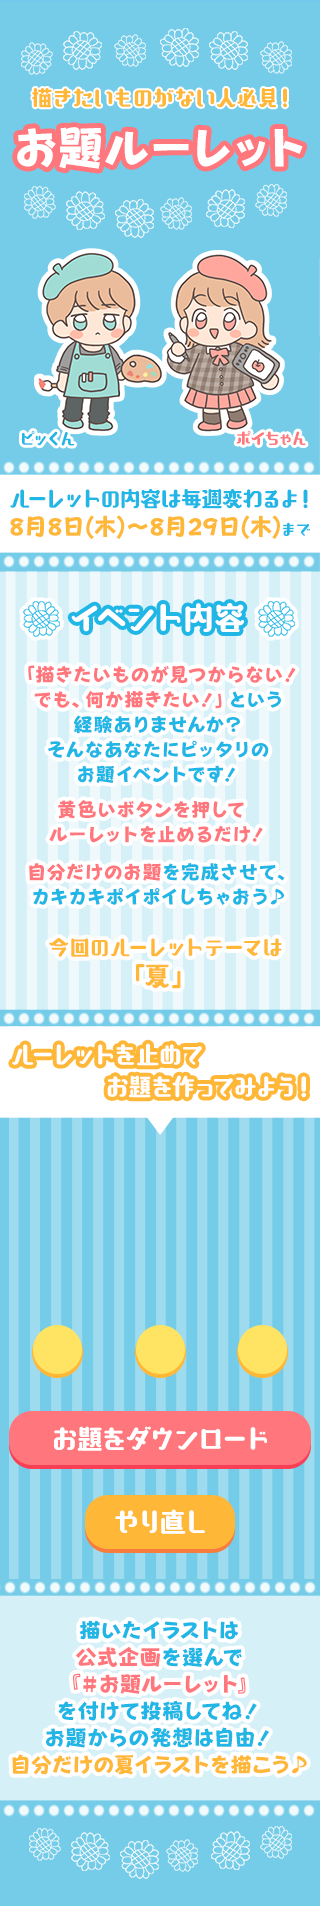 描きたいものがない人必見！
お題ルーレット
ピッくん
ポイちゃん
ルーレットの内容は毎週変わるよ！
8月8日(木)～8月29日(木)まで
イベント内容
「描きたいものが見つからない！
でも、何か描きたい！」という
経験ありませんか？
そんなあなたにピッタリの
お題イベントです！
黄色いボタンを押して
ルーレットを止めるだけ！
自分だけのお題を完成させて、
カキカキポイポイしちゃおう♪
今回のルーレットテーマは
「夏」
ルーレットを止めて
お題を作ってみよう！
お題をダウンロード
やり直し
描いたイラストは
公式企画を選んで
『#お題ルーレット』
を付けて投稿してね！
お題からの発想は自由！
自分だけの夏イラストを描こう♪